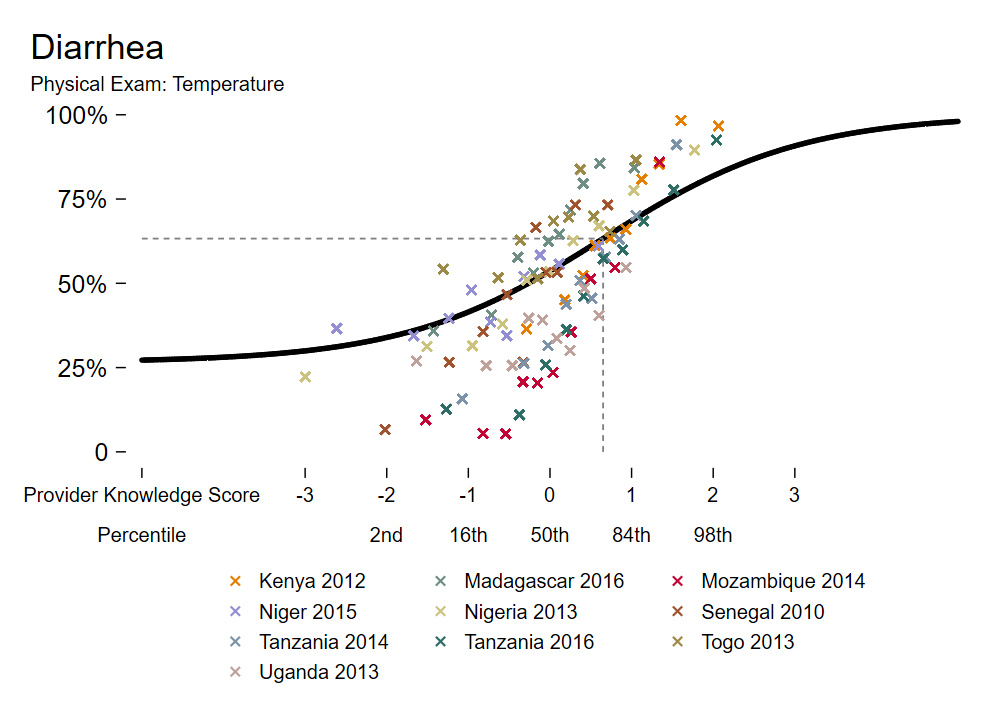 Diarrhea
Physical Exam: Temperature
100%
75%
50%
25%
0
Provider Knowledge Score -3 -2 -1 0 1 2 3
Percentile 2nd 16th 50th 84th 98th
Kenya 2012 Madagascar 2016 Mozambique 2014
Niger 2015 Nigeria 2013 Senegal 2010
Tanzania 2014 Tanzania 2016 Togo 2013
Uganda 2013